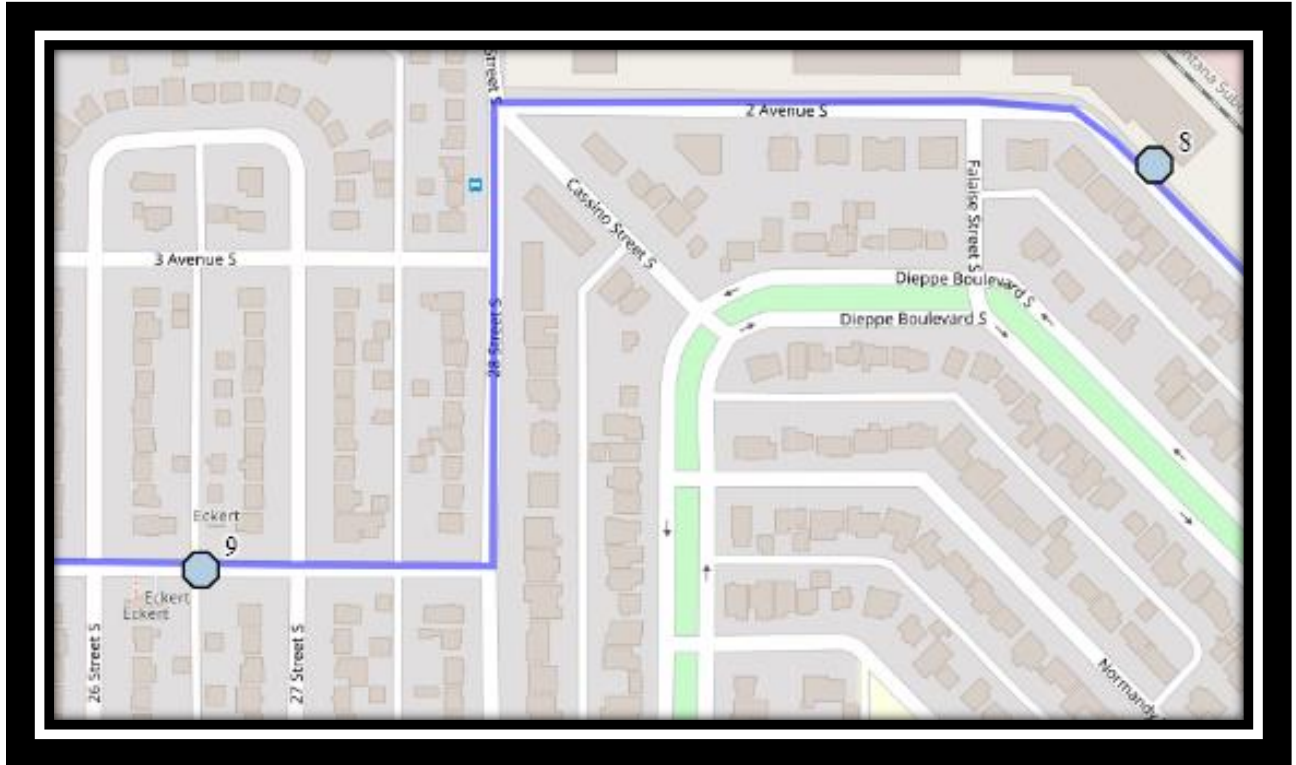 Street S
2 Avenue S
8
Cassino Street S
Falaise Street S
3 Avenue S
Dieppe Boulevard S
Dieppe Boulevard S
28 Street S
Eckert
9
Eckert
Eckert
26 Street S
27 Street S
Normandy